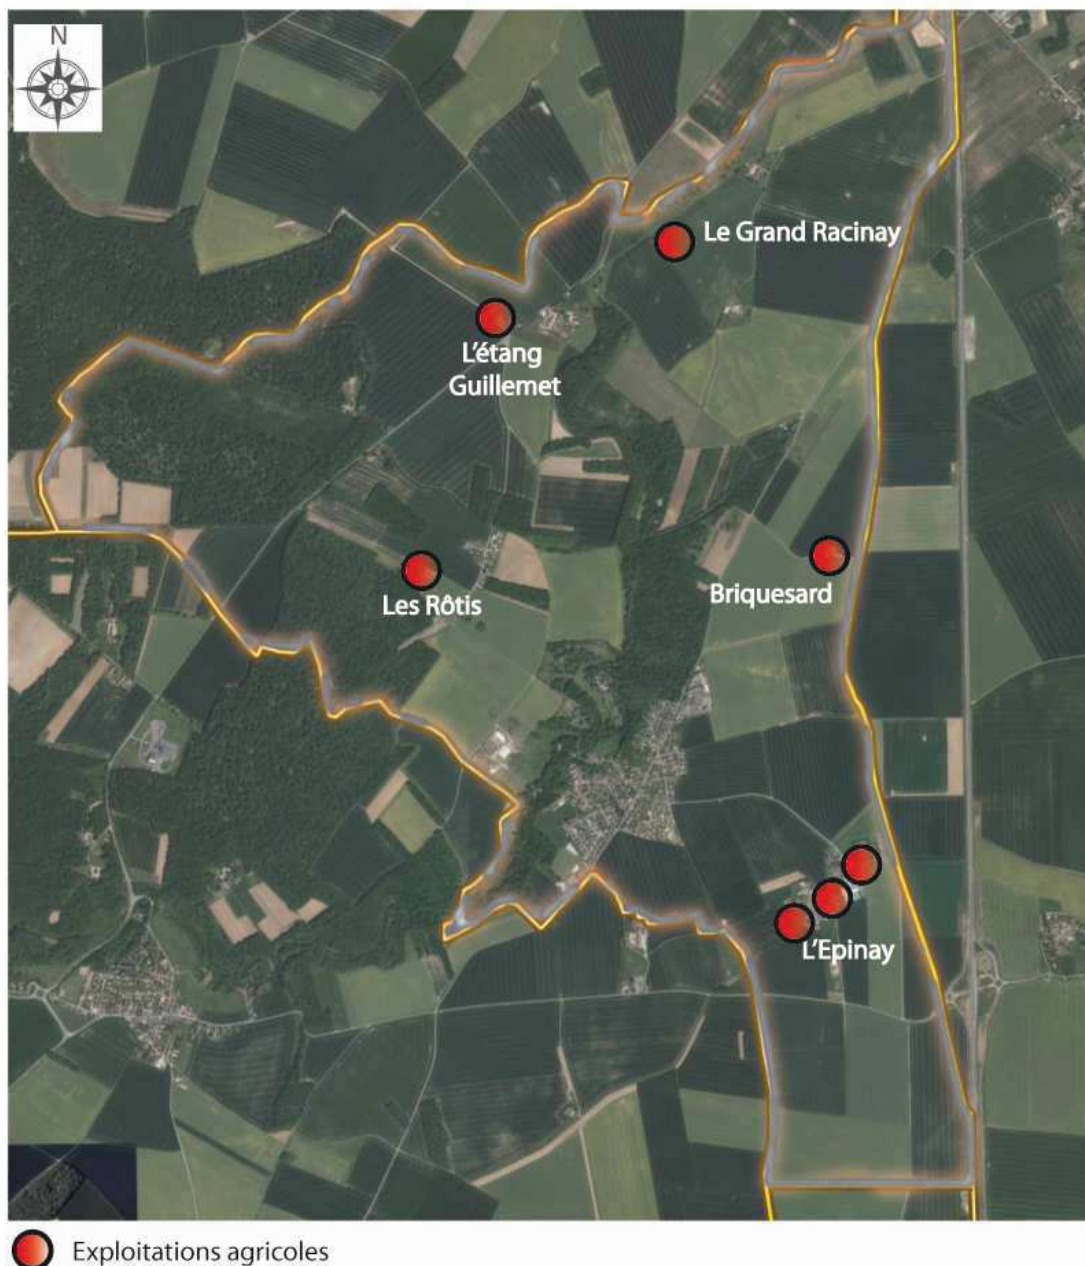 N
Le Grand Racinay
L'étang
Guillemet
Les Rôtis
Briquesard
L'Epinay
Exploitations agricoles